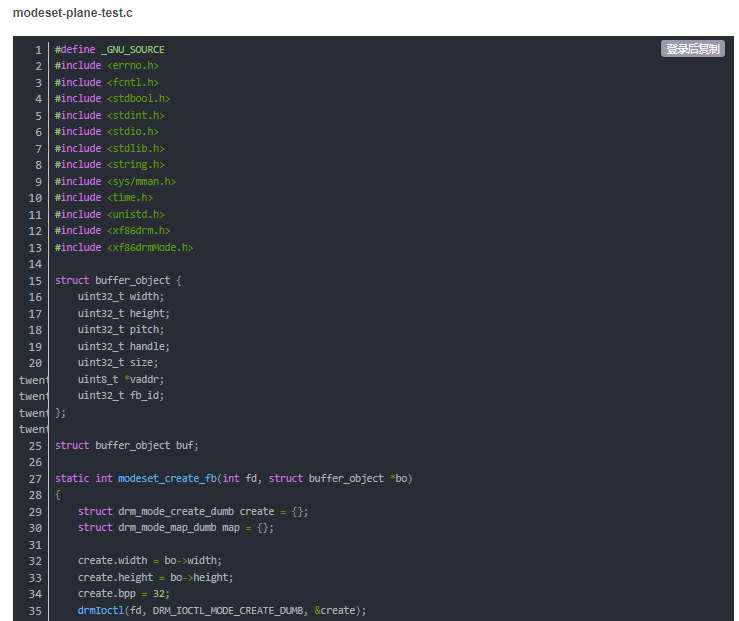 modeset-plane-test.c
登录后复制
1 #define _GNU_SOURCE
2 #include <errno.h>
3 #include <fcntl.h>
4 #include <stdbool.h>
5 #include <stdint.h>
6 #include <stdio.h>
7 #include <stdlib.h>
8 #include <string.h>
9 #include <sys/mman.h>
10 #include <time.h>
11 #include <unistd.h>
12 #include <xf86drm.h>
13 #include <xf86drmMode.h>
14
15 struct buffer_object {
16     uint32_t width;
17     uint32_t height;
18     uint32_t pitch;
19     uint32_t handle;
20     uint32_t size;
twent     uint8_t *vaddr;
twent     uint32_t fb_id;
twent };
twent
25 struct buffer_object buf;
26
27 static int modeset_create_fb(int fd, struct buffer_object *bo)
28 {
29     struct drm_mode_create_dumb create = {};
30     struct drm_mode_map_dumb map = {};
31
32     create.width = bo->width;
33     create.height = bo->height;
34     create.bpp = 32;
35     drmIoctl(fd, DRM_IOCTL_MODE_CREATE_DUMB, &create);